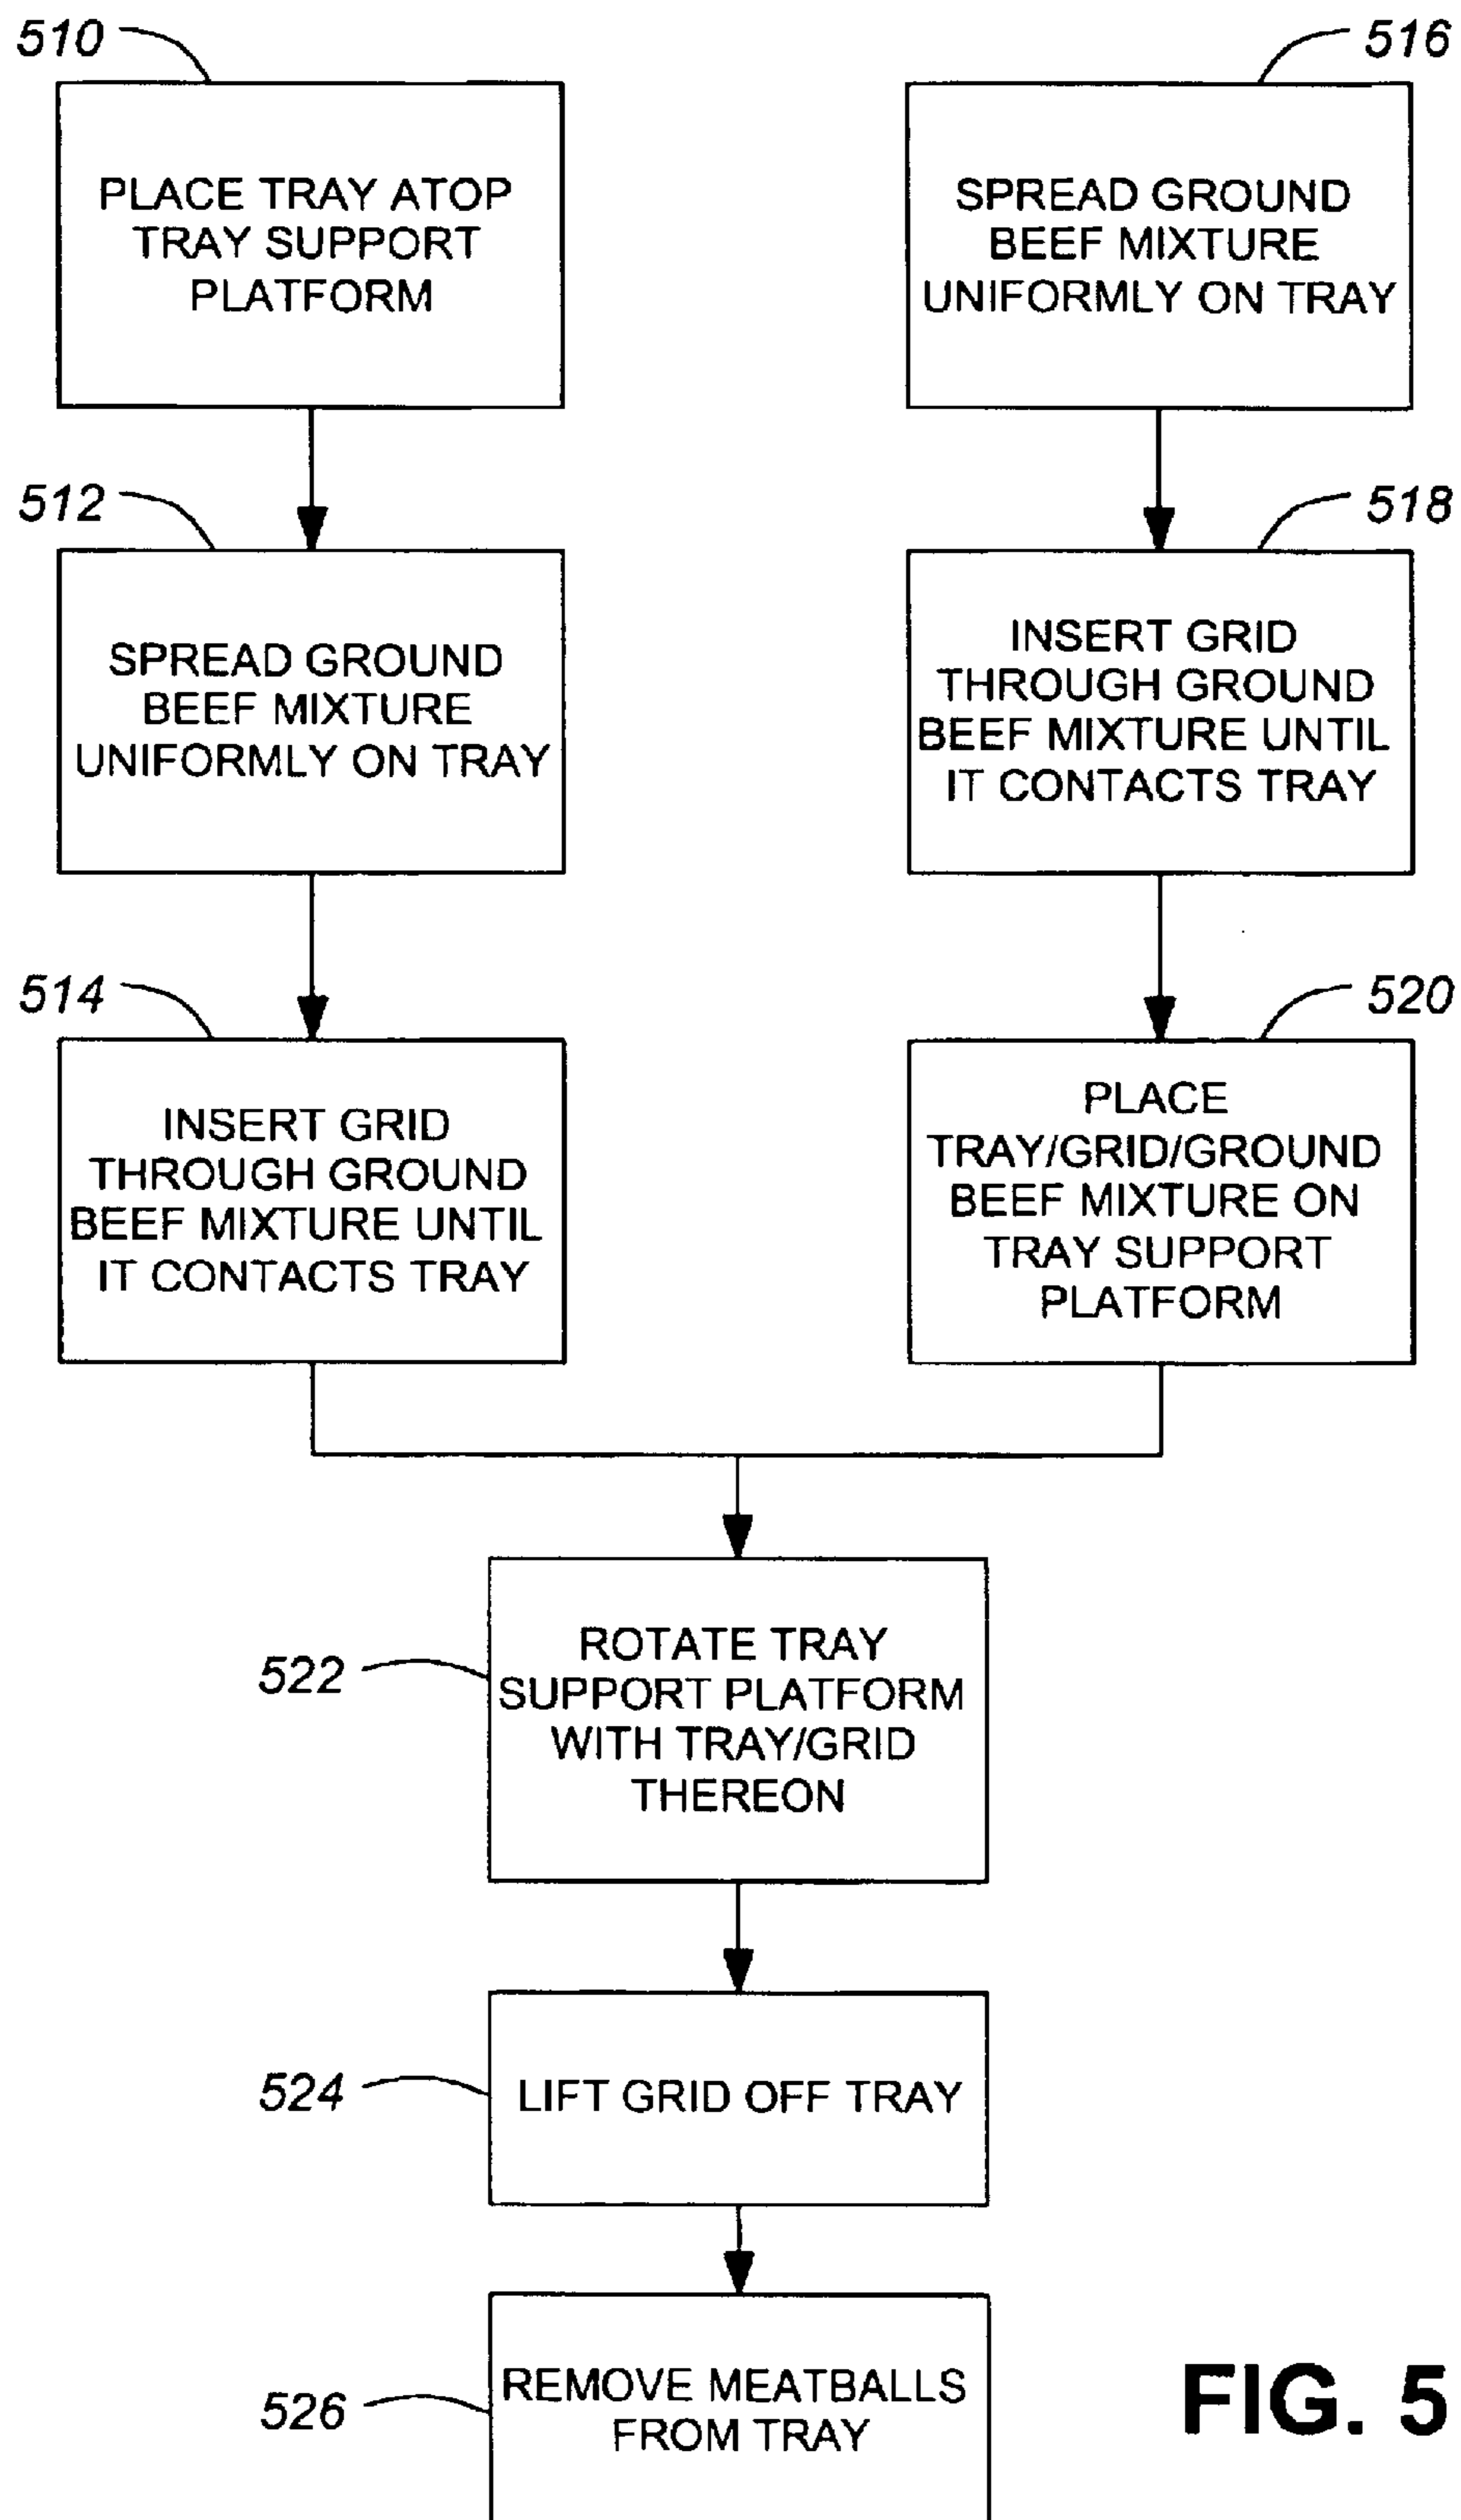 510
PLACE TRAY ATOP
TRAY SUPPORT
PLATFORM
512
SPREAD GROUND
BEEF MIXTURE
UNIFORMLY ON TRAY
514
INSERT GRID
THROUGH GROUND
BEEF MIXTURE UNTIL
IT CONTACTS TRAY
516
SPREAD GROUND
BEEF MIXTURE
UNIFORMLY ON TRAY
518
INSERT GRID
THROUGH GROUND
BEEF MIXTURE UNTIL
IT CONTACTS TRAY
520
PLACE
TRAY/GRID/GROUND
BEEF MIXTURE ON
TRAY SUPPORT
PLATFORM
522
ROTATE TRAY
SUPPORT PLATFORM
WITH TRAY/GRID
THEREON
524
LIFT GRID OFF TRAY
526
REMOVE MEATBALLS
FROM TRAY
FIG. 5